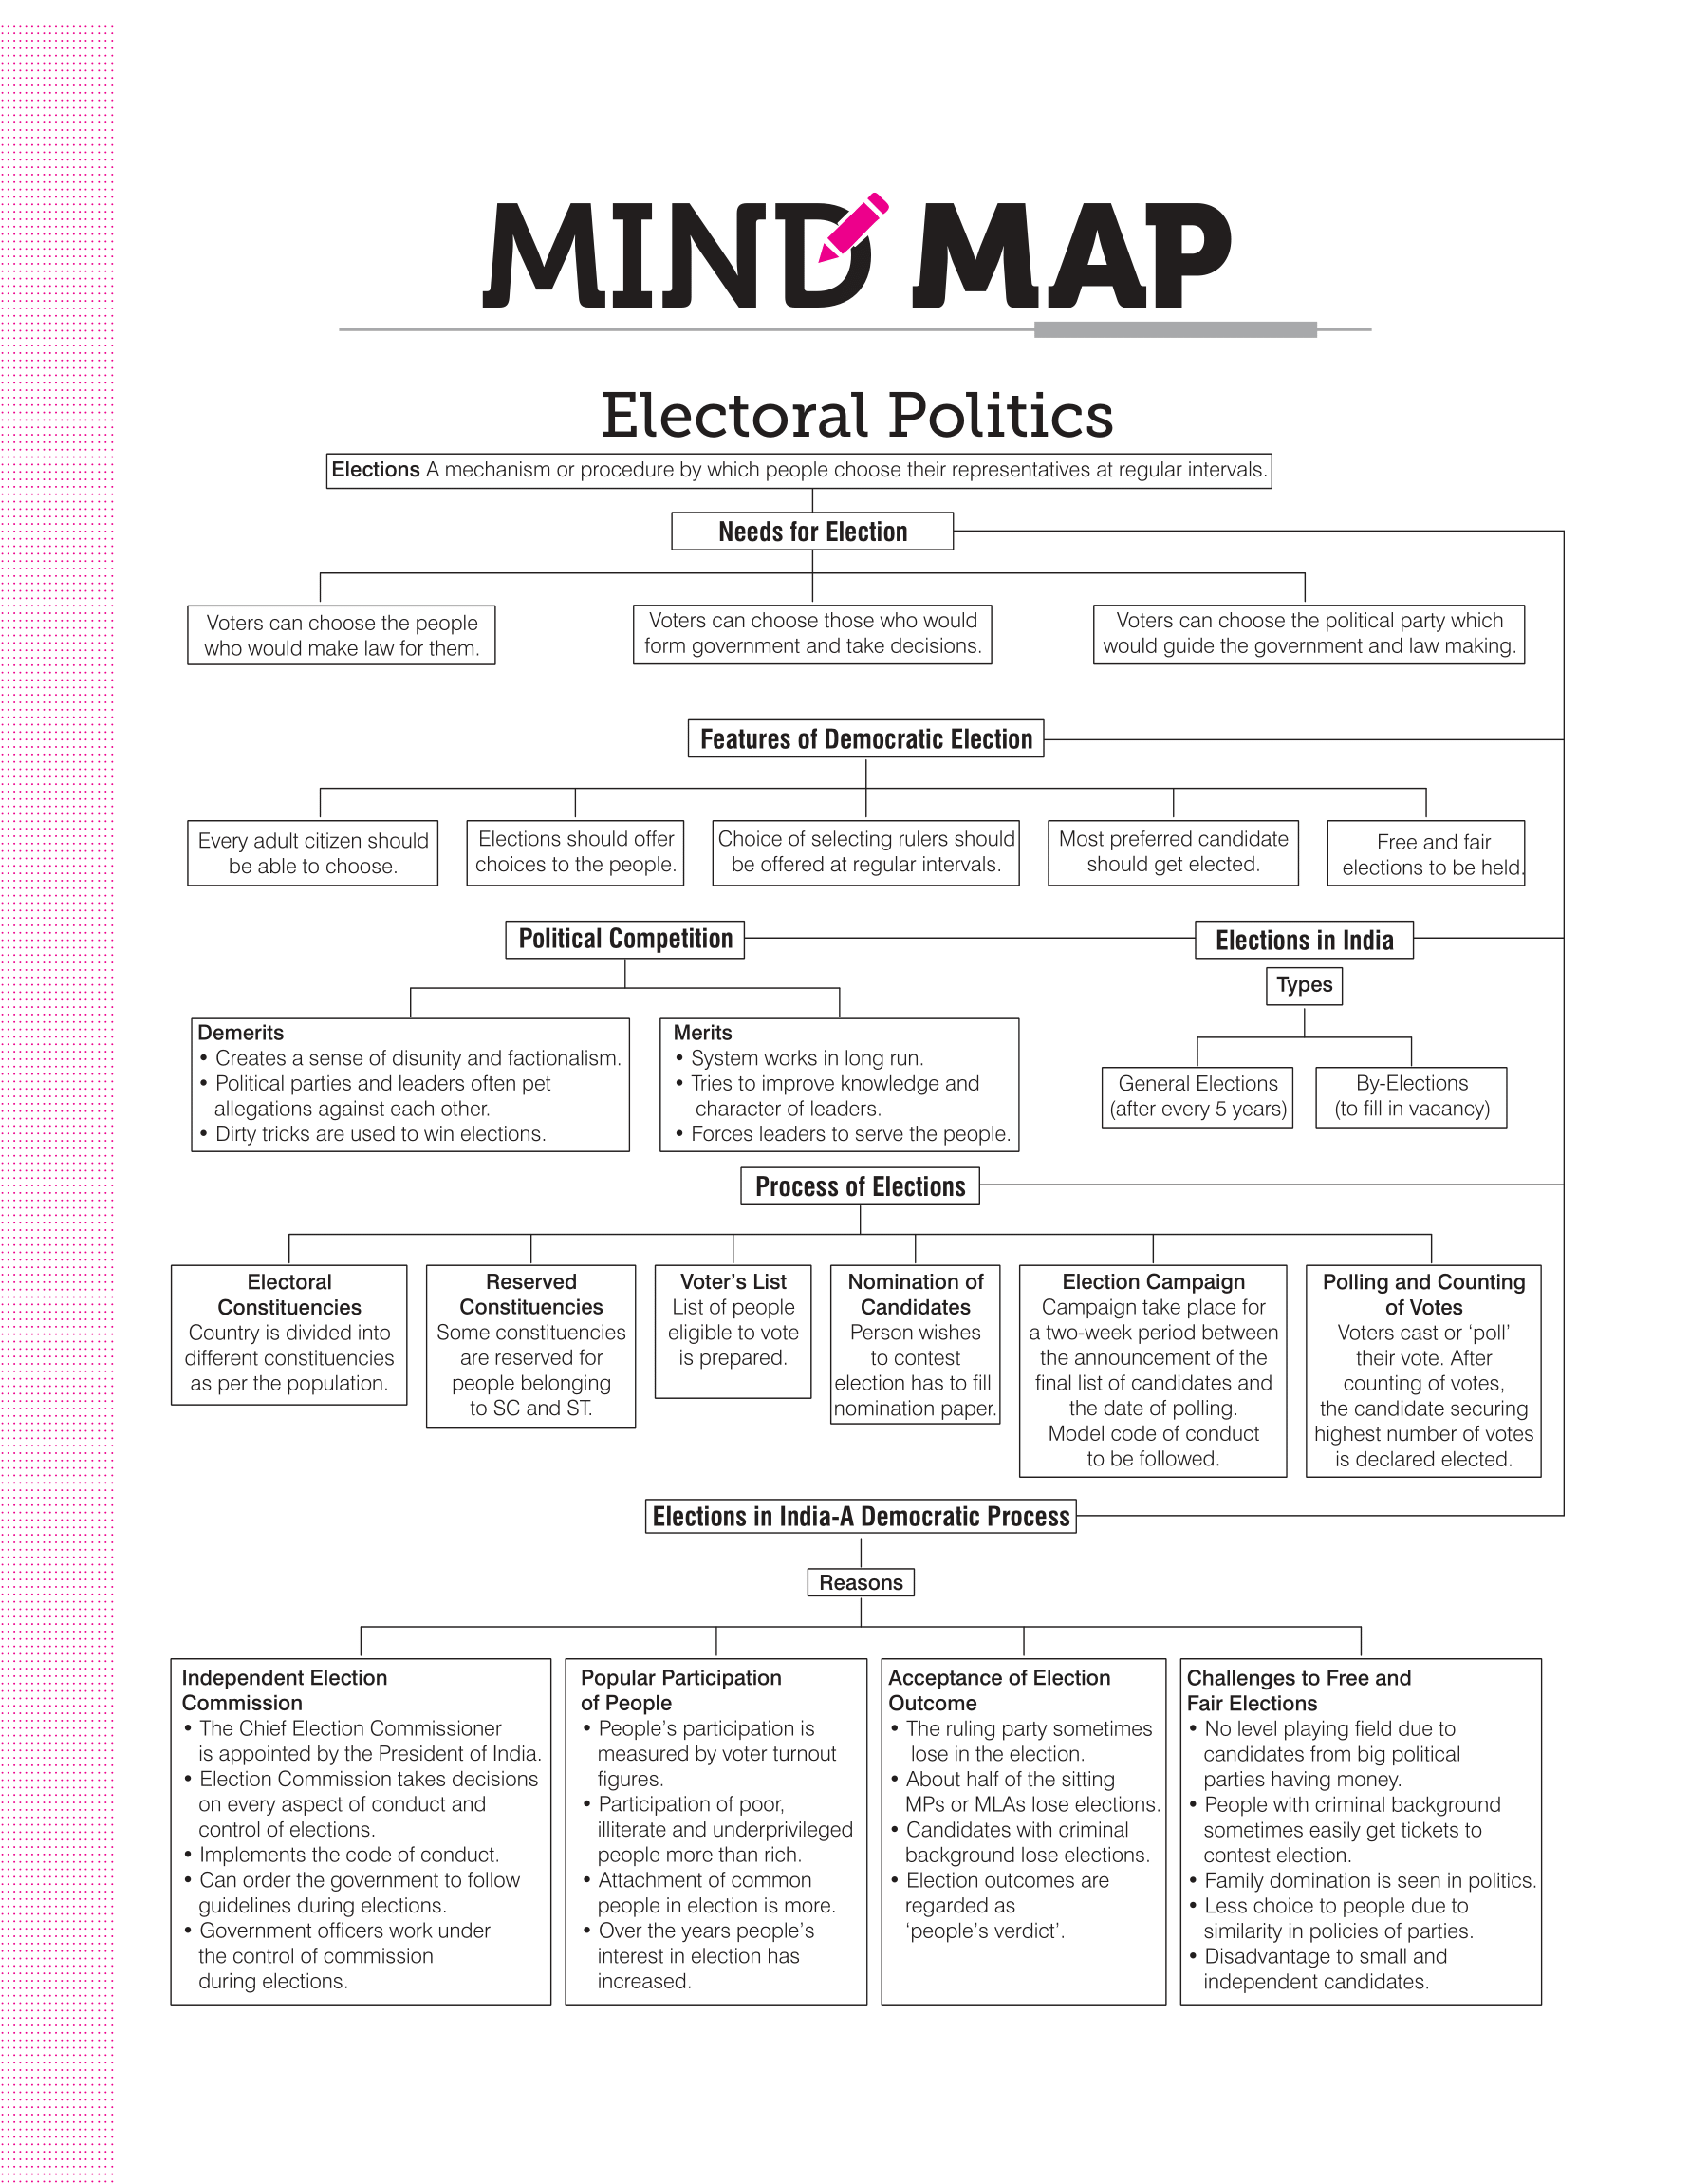 MIND MAP
Electoral Politics
Elections A mechanism or procedure by which people choose their representatives at regular intervals.
Needs for Election
Voters can choose the people
who would make law for them.
Voters can choose those who would
form government and take decisions.
Voters can choose the political party which
would guide the government and law making.
Features of Democratic Election
Every adult citizen should
be able to choose.
Elections should offer
choices to the people.
Choice of selecting rulers should
be offered at regular intervals.
Most preferred candidate
should get elected.
Free and fair
elections to be held.
Political Competition
Elections in India
Types
Demerits
• Creates a sense of disunity and factionalism.
• Political parties and leaders often pet
allegations against each other.
• Dirty tricks are used to win elections.
Merits
• System works in long run.
• Tries to improve knowledge and
character of leaders.
• Forces leaders to serve the people.
General Elections
(after every 5 years)
By-Elections
(to fill in vacancy)
Process of Elections
Electoral
Constituencies
Country is divided into
different constituencies
as per the population.
Reserved
Constituencies
Some constituencies
are reserved for
people belonging
to SC and ST.
Voter’s List
List of people
eligible to vote
is prepared.
Nomination of
Candidates
Person wishes
to contest
election has to fill
nomination paper.
Election Campaign
Campaign take place for
a two-week period between
the announcement of the
final list of candidates and
the date of polling.
Model code of conduct
to be followed.
Polling and Counting
of Votes
Voters cast or ‘poll’
their vote. After
counting of votes,
the candidate securing
highest number of votes
is declared elected.
Elections in India-A Democratic Process
Reasons
Independent Election
Commission
• The Chief Election Commissioner
is appointed by the President of India.
• Election Commission takes decisions
on every aspect of conduct and
control of elections.
• Implements the code of conduct.
• Can order the government to follow
guidelines during elections.
• Government officers work under
the control of commission
during elections.
Popular Participation
of People
• People’s participation is
measured by voter turnout
figures.
• Participation of poor,
illiterate and underprivileged
people more than rich.
• Attachment of common
people in election is more.
• Over the years people’s
interest in election has
increased.
Acceptance of Election
Outcome
• The ruling party sometimes
lose in the election.
• About half of the sitting
MPs or MLAs lose elections.
• Candidates with criminal
background lose elections.
• Election outcomes are
regarded as
‘people’s verdict’.
Challenges to Free and
Fair Elections
• No level playing field due to
candidates from big political
parties having money.
• People with criminal background
sometimes easily get tickets to
contest election.
• Family domination is seen in politics.
• Less choice to people due to
similarity in policies of parties.
• Disadvantage to small and
independent candidates.